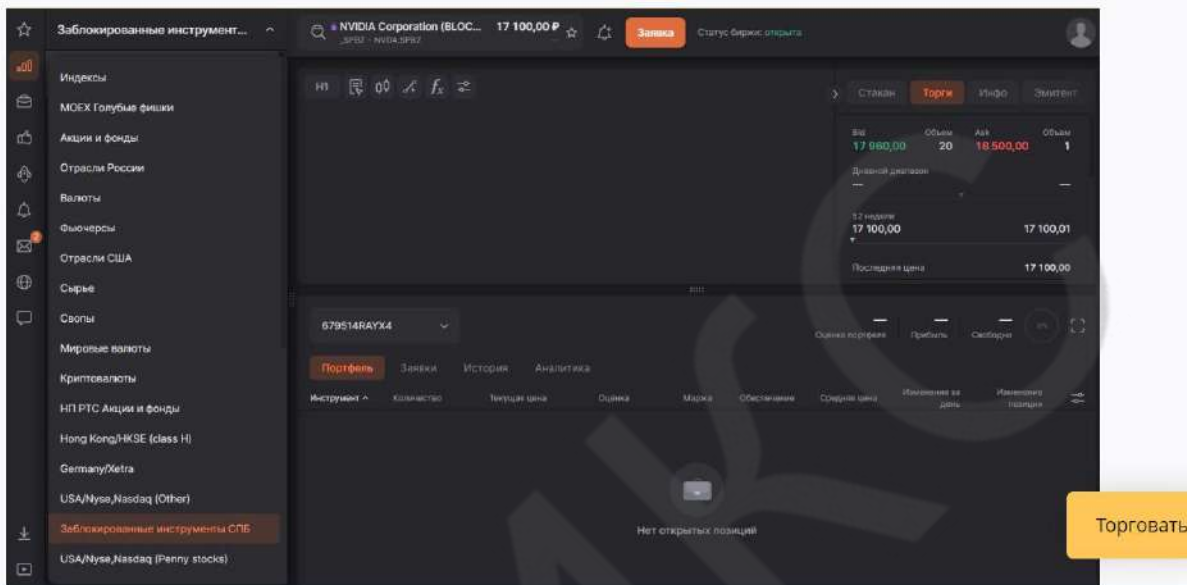 Заблокированные инструмент...
NVIDIA Corporation (BLOC... 17 100,00 ₽
Заявка
Статус биржи: открыта
Индексы
MOEX Голубые фишки
Акции и фонды
Отрасли России
Валюты
Фьючерсы
Отрасли США
Сырье
Свопы
Мировые валюты
Криптовалюты
НП РТС Акции и фонды
Hong Kong/HKSE (class H)
Germany/Xetra
USA/Nyse,Nasdaq (Other)
Заблокированные инструменты СПБ
USA/Nyse,Nasdaq (Penny stocks)
2
H1
Стакан Торги Инфо Эмитент
Bid Объем Ask Объем
17 960,00 20 18 500,00 1
Дневной диапазон
— —
52 недели
17 100,00 17 100,01
Последняя цена 17 100,00
679514RAYX4
Оценка портфеля Прибыль Свободно
Портфель Заявки История Аналитика
Инструмент Количество Текущая цена Оценка Маржа Обеспечение Средняя цена Изменение за день Изменение позиции
Нет открытых позиций
Торговать